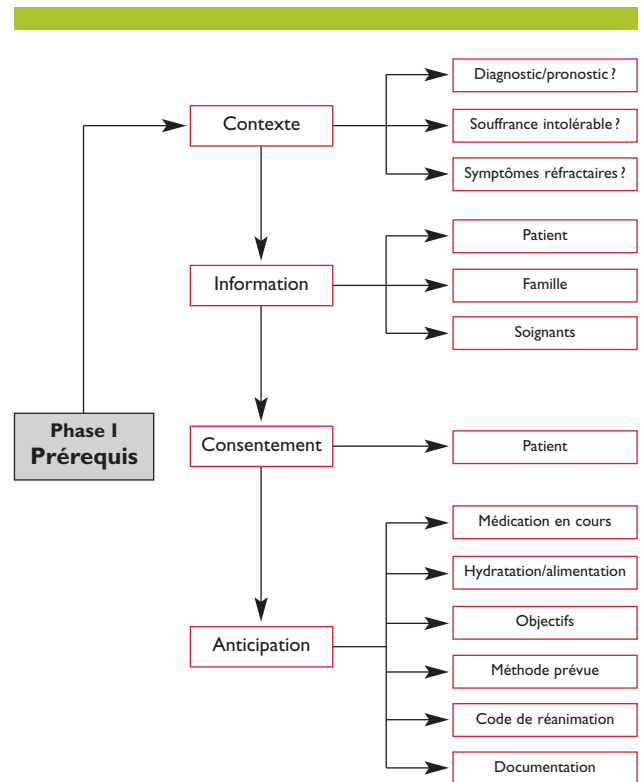 Phase I
Prérequis
Contexte
Diagnostic/pronostic ?
Souffrance intolérable ?
Symptômes réfractaires ?
Information
Patient
Famille
Soignants
Consentement
Patient
Anticipation
Médication en cours
Hydratation/alimentation
Objectifs
Méthode prévue
Code de réanimation
Documentation